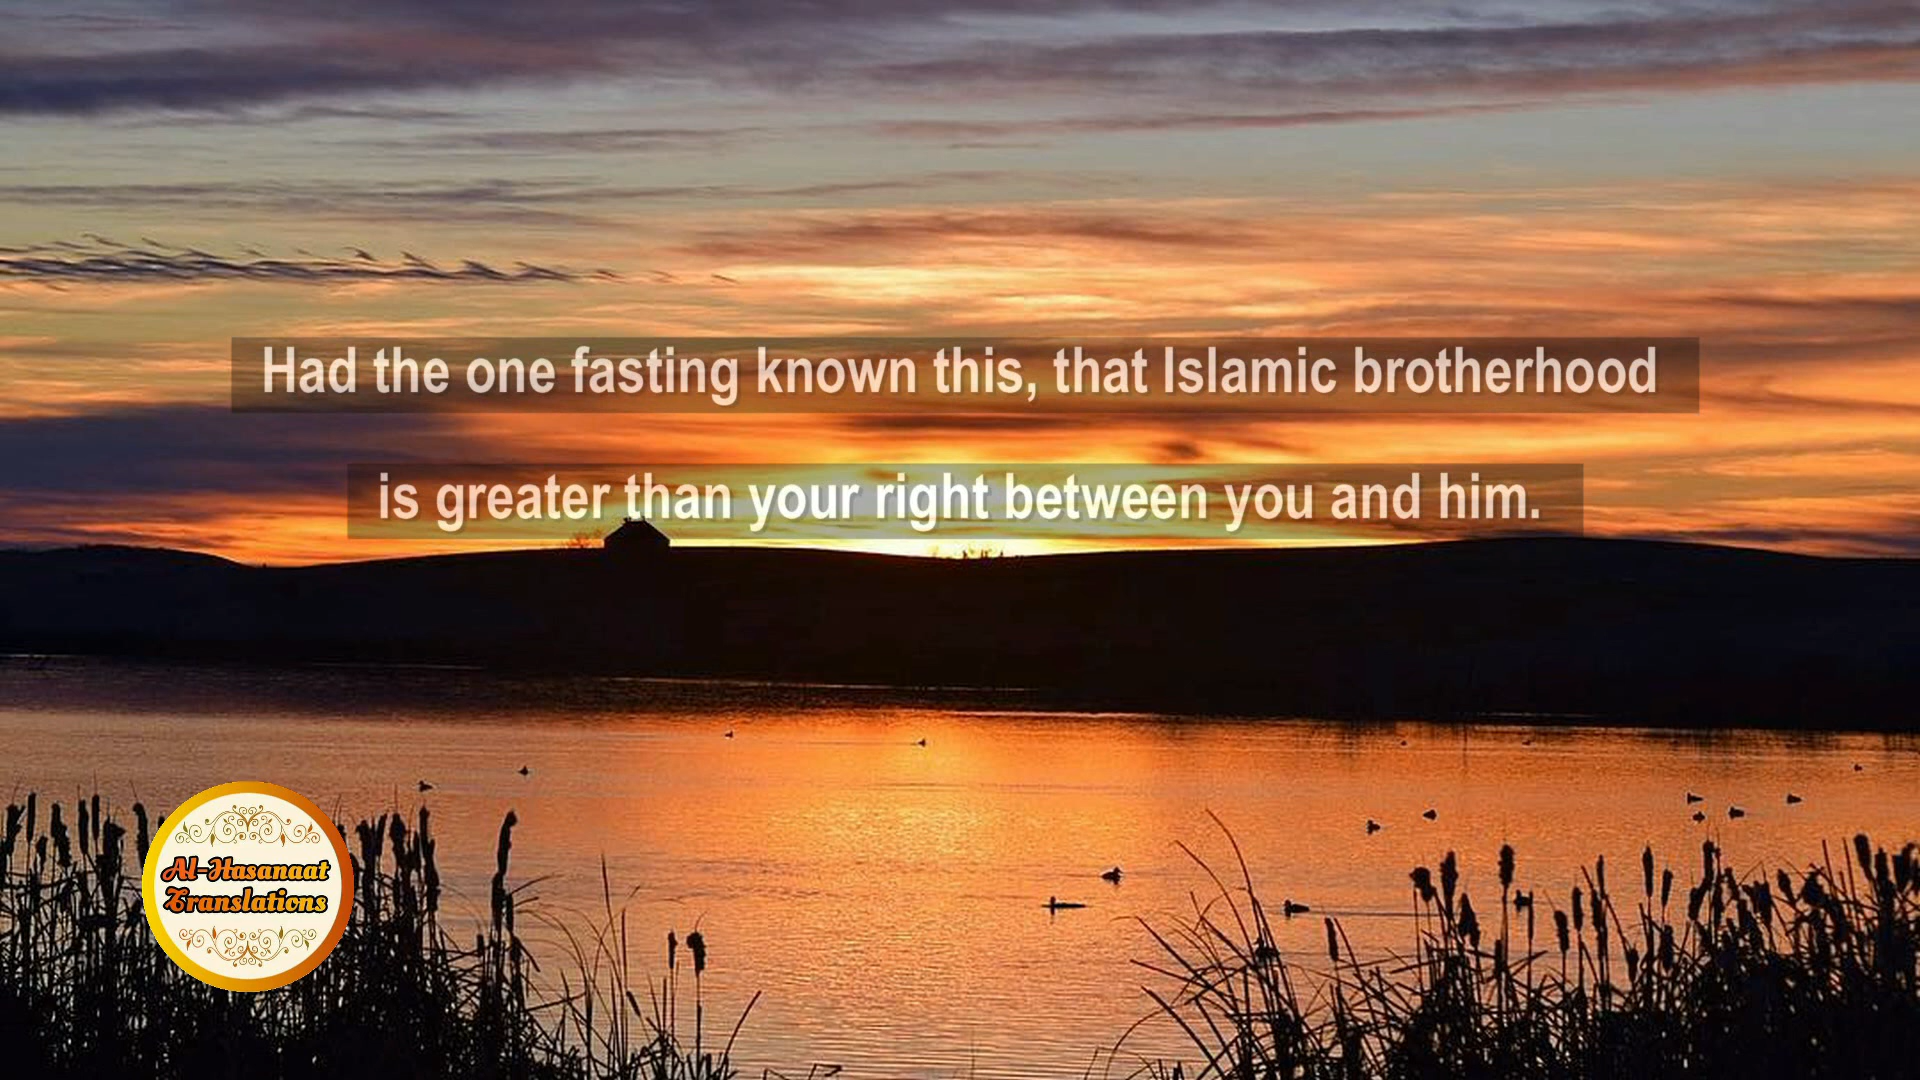 Had the one fasting known this, that Islamic brotherhood
is greater than your right between you and him.
Al-Hasanaat
Translations